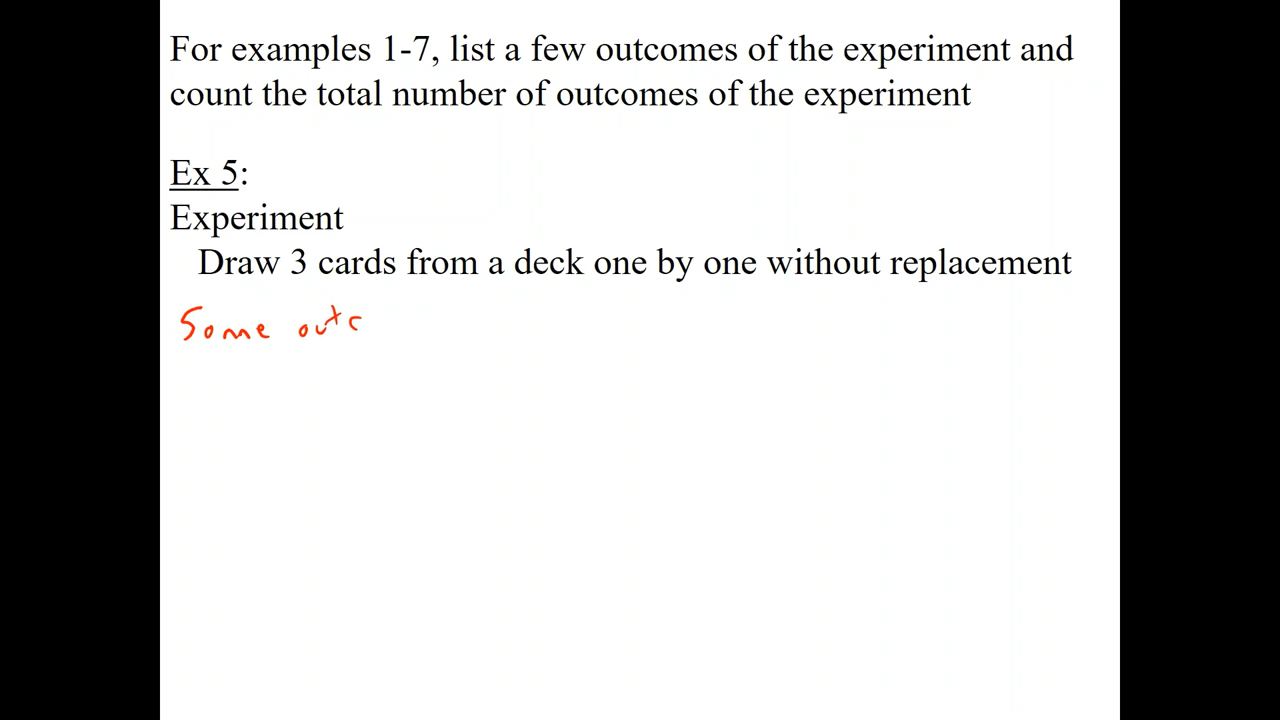 For examples 1-7, list a few outcomes of the experiment and
count the total number of outcomes of the experiment
Ex 5:
Experiment
Draw 3 cards from a deck one by one without replacement
Some outc